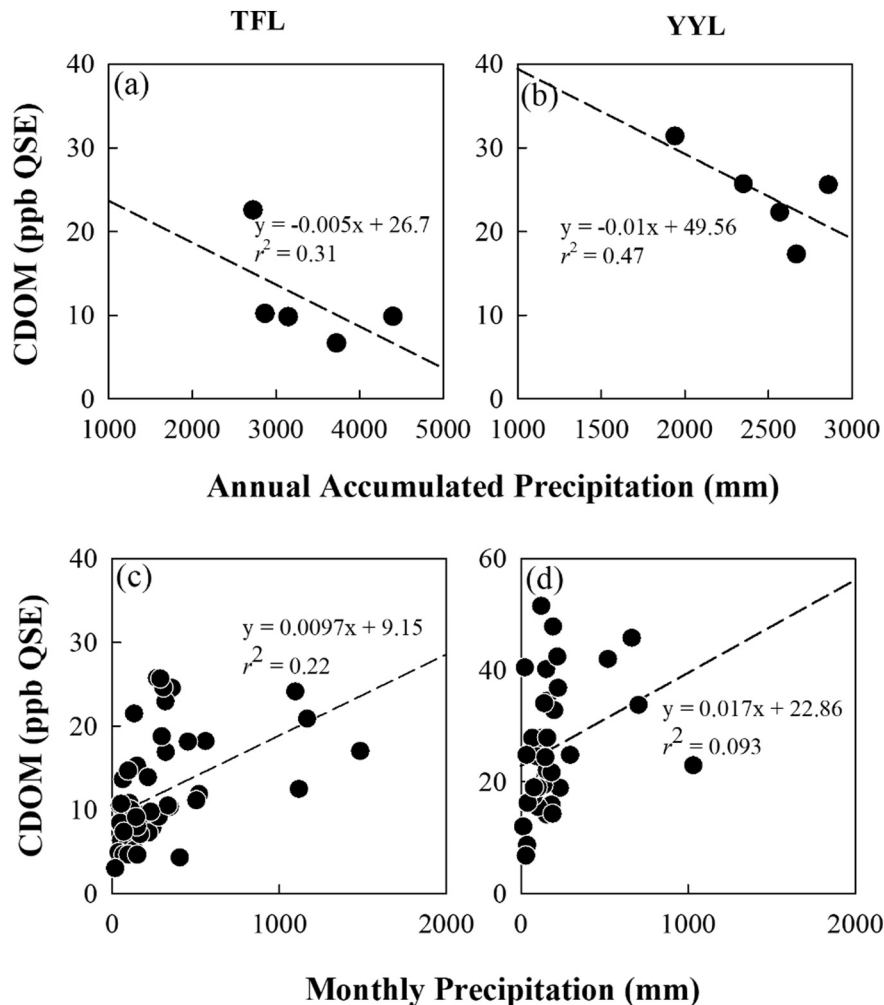 TFL
YYL
CDOM (ppb QSE)
40
30
20
10
0
(a)
y = -0.005x + 26.7
r² = 0.31
1000 2000 3000 4000 5000
40
30
20
10
0
(b)
y = -0.01x + 49.56
r² = 0.47
1000 1500 2000 2500 3000
Annual Accumulated Precipitation (mm)
CDOM (ppb QSE)
40
30
20
10
0
(c)
y = 0.0097x + 9.15
r² = 0.22
0 1000 2000
60
40
20
0
(d)
y = 0.017x + 22.86
r² = 0.093
0 1000 2000
Monthly Precipitation (mm)